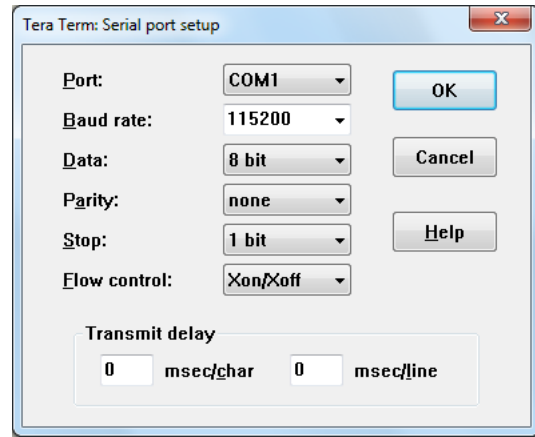 Tera Term: Serial port setup
Port: COM1
OK
Baud rate: 115200
Data: 8 bit
Cancel
Parity: none
Stop: 1 bit
Help
Flow control: Xon/Xoff
Transmit delay
0 msec/char 0 msec/line